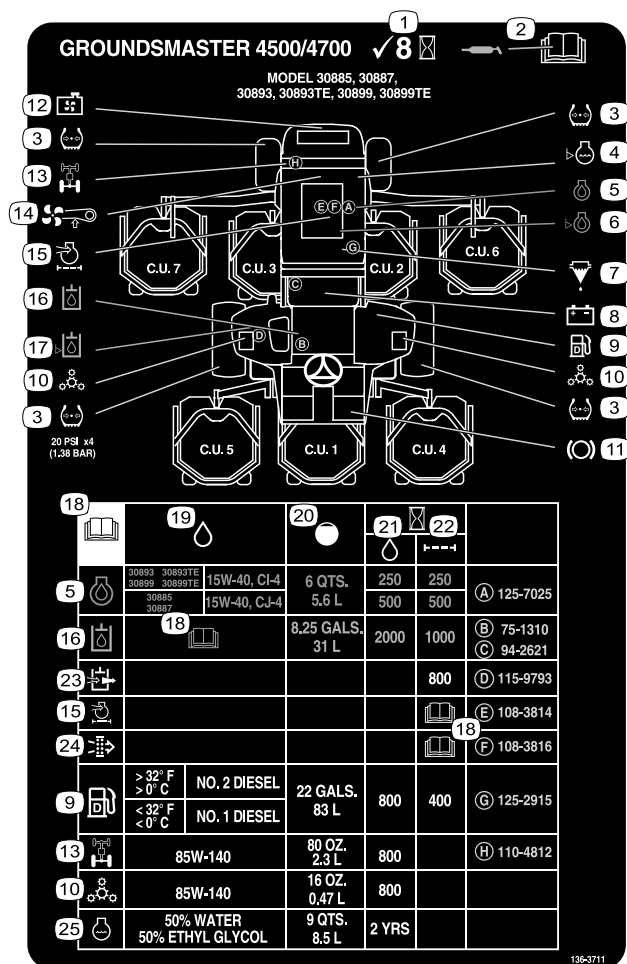 1
2
GROUNDSMASTER 4500/4700 ✓8
MODEL 30885, 30887,
30893, 30893TE, 30899, 30899TE
12
3
3
13
H
4
14
E F A
5
6
15
G
C.U. 7
C.U. 3
C.U. 2
C.U. 6
7
16
C
8
17
D
B
9
10
10
3
3
20 PSI x4
(1.38 BAR)
C.U. 5
C.U. 1
C.U. 4
11
18
19
20
21
22
5
30893 30893TE
30899 30899TE
15W-40, CI-4
30885
30887
15W-40, CJ-4
6 QTS.
5.6 L
250
250
500
500
A 125-7025
16
18
8.25 GALS.
31 L
2000
1000
B 75-1310
C 94-2621
23
800
D 115-9793
15
E 108-3814
18
24
F 108-3816
9
D
> 32° F
> 0° C
NO. 2 DIESEL
< 32° F
< 0° C
NO. 1 DIESEL
22 GALS.
83 L
800
400
G 125-2915
13
85W-140
80 OZ.
2.3 L
800
H 110-4812
10
85W-140
16 OZ.
0.47 L
800
25
50% WATER
50% ETHYL GLYCOL
9 QTS.
8.5 L
2 YRS
136-3711